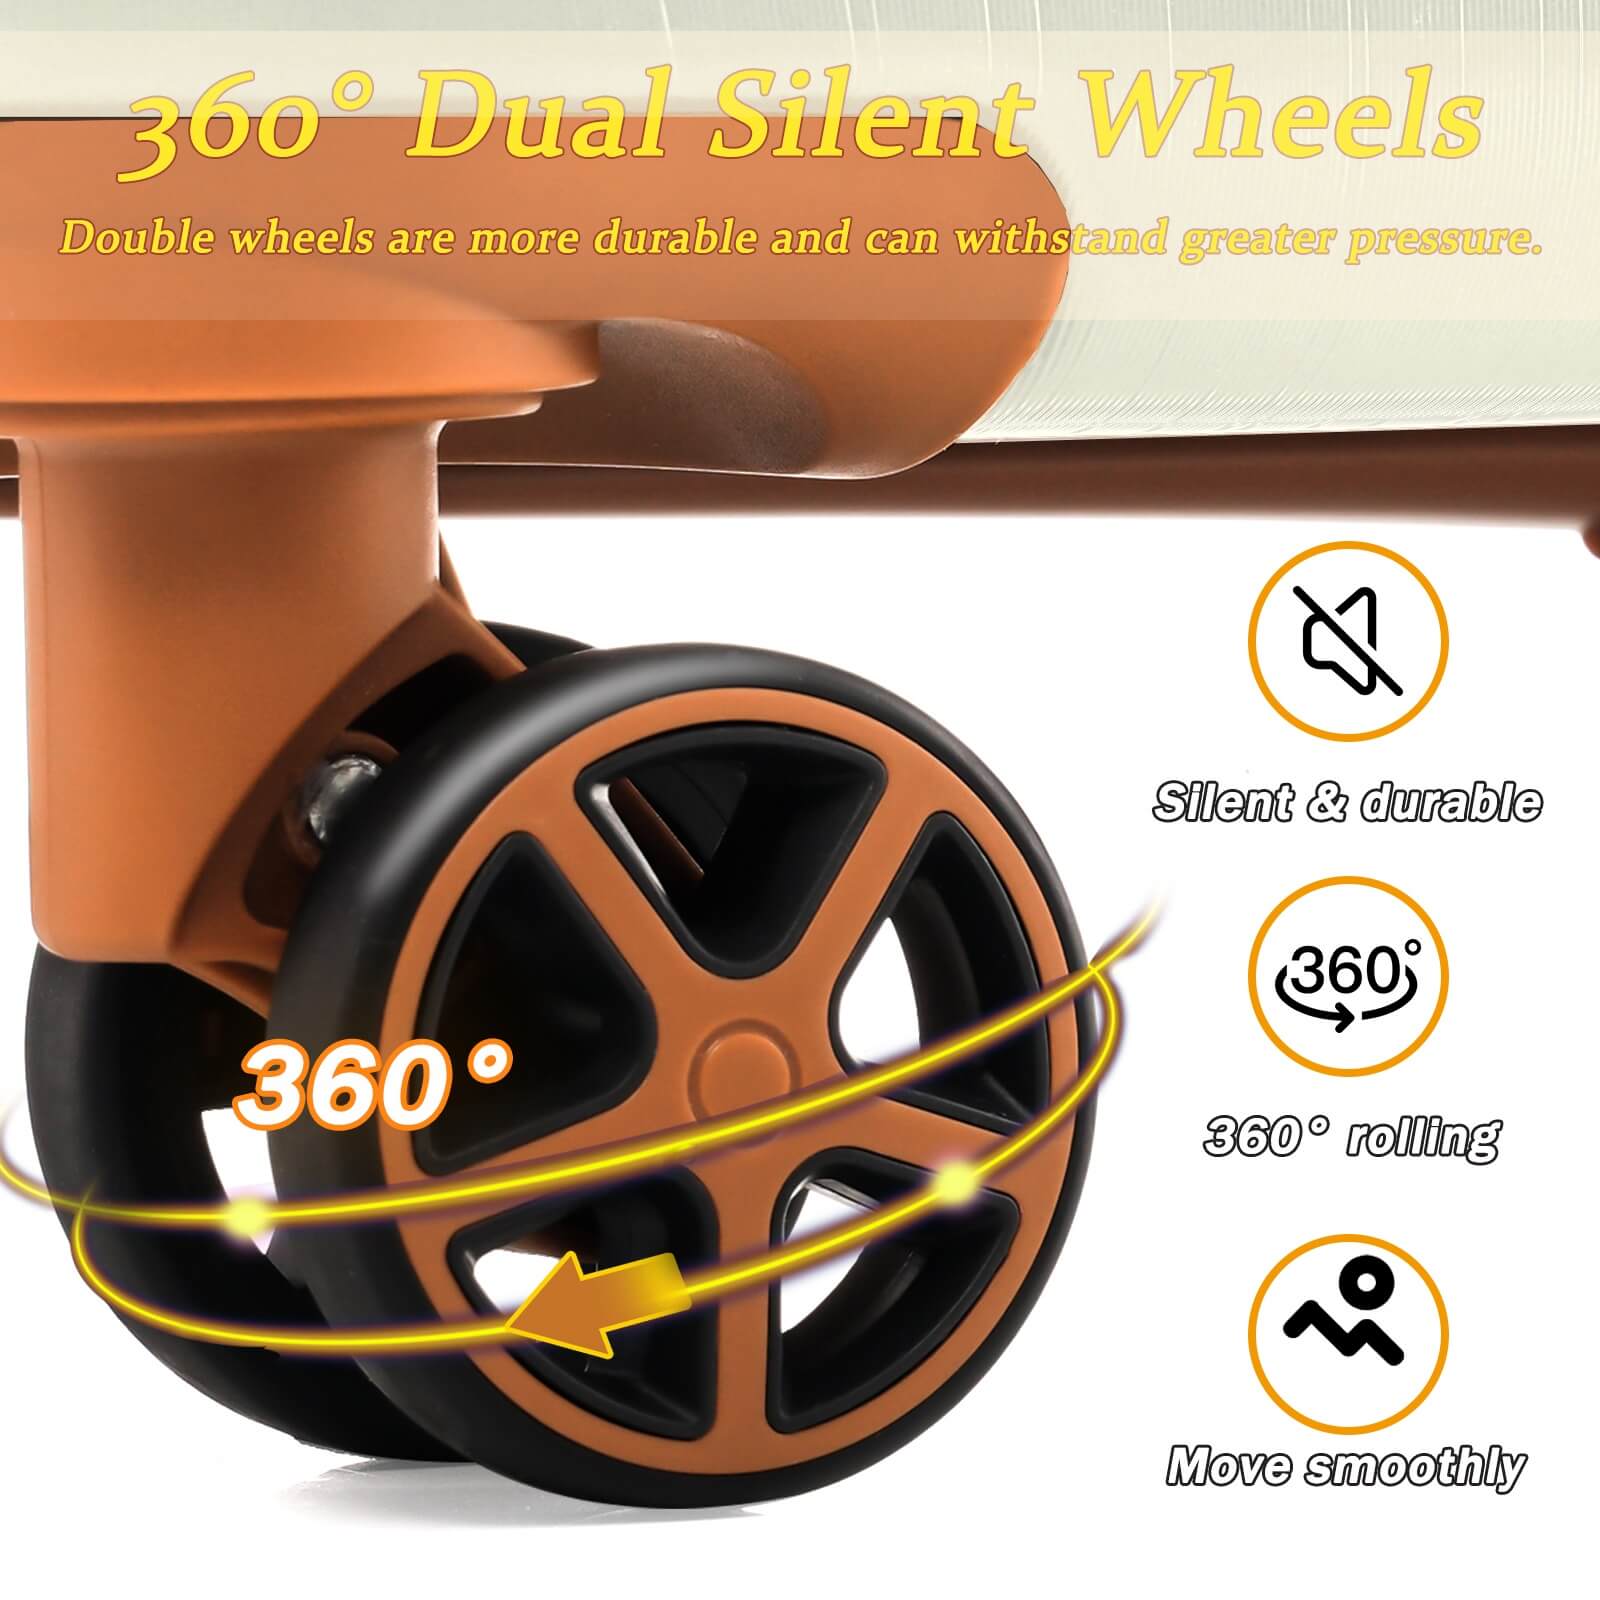 360° Dual Silent Wheels
Double wheels are more durable and can withstand greater pressure.
Silent & durable
360°
360° rolling
360°
Move smoothly